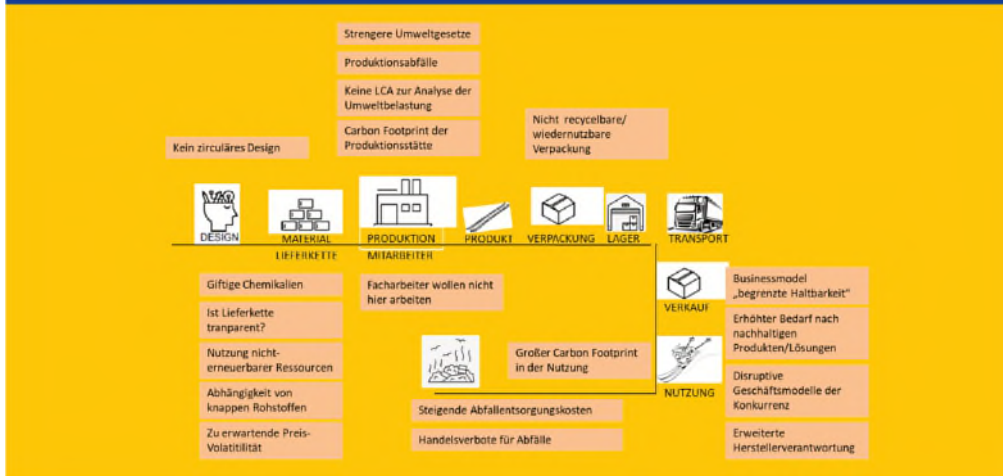 Strengere Umweltgesetze
Produktionsabfälle
Keine LCA zur Analyse der
Umweltbelastung
Carbon Footprint der
Produktionsstätte
Nicht recycelbare/
wiedernutzbare
Verpackung
Kein zirculäres Design
DESIGN
MATERIAL
LIEFERKETTE
PRODUKTION
MITARBEITER
PRODUKT
VERPACKUNG
LAGER
TRANSPORT
Giftige Chemikalien
Ist Lieferkette
tranparent?
Nutzung nicht-
erneuerbarer Ressourcen
Abhängigkeit von
knappen Rohstoffen
Zu erwartende Preis-
Volatitilität
Facharbeiter wollen nicht
hier arbeiten
VERKAUF
Businessmodel
„begrenzte Haltbarkeit"
Erhöhter Bedarf nach
nachhaltigen
Produkten/Lösungen
Großer Carbon Footprint
in der Nutzung
NUTZUNG
Disruptive
Geschäftsmodelle der
Konkurrenz
Erweiterte
Herstellerverantwortung
Steigende Abfallentsorgungskosten
Handelsverbote für Abfälle